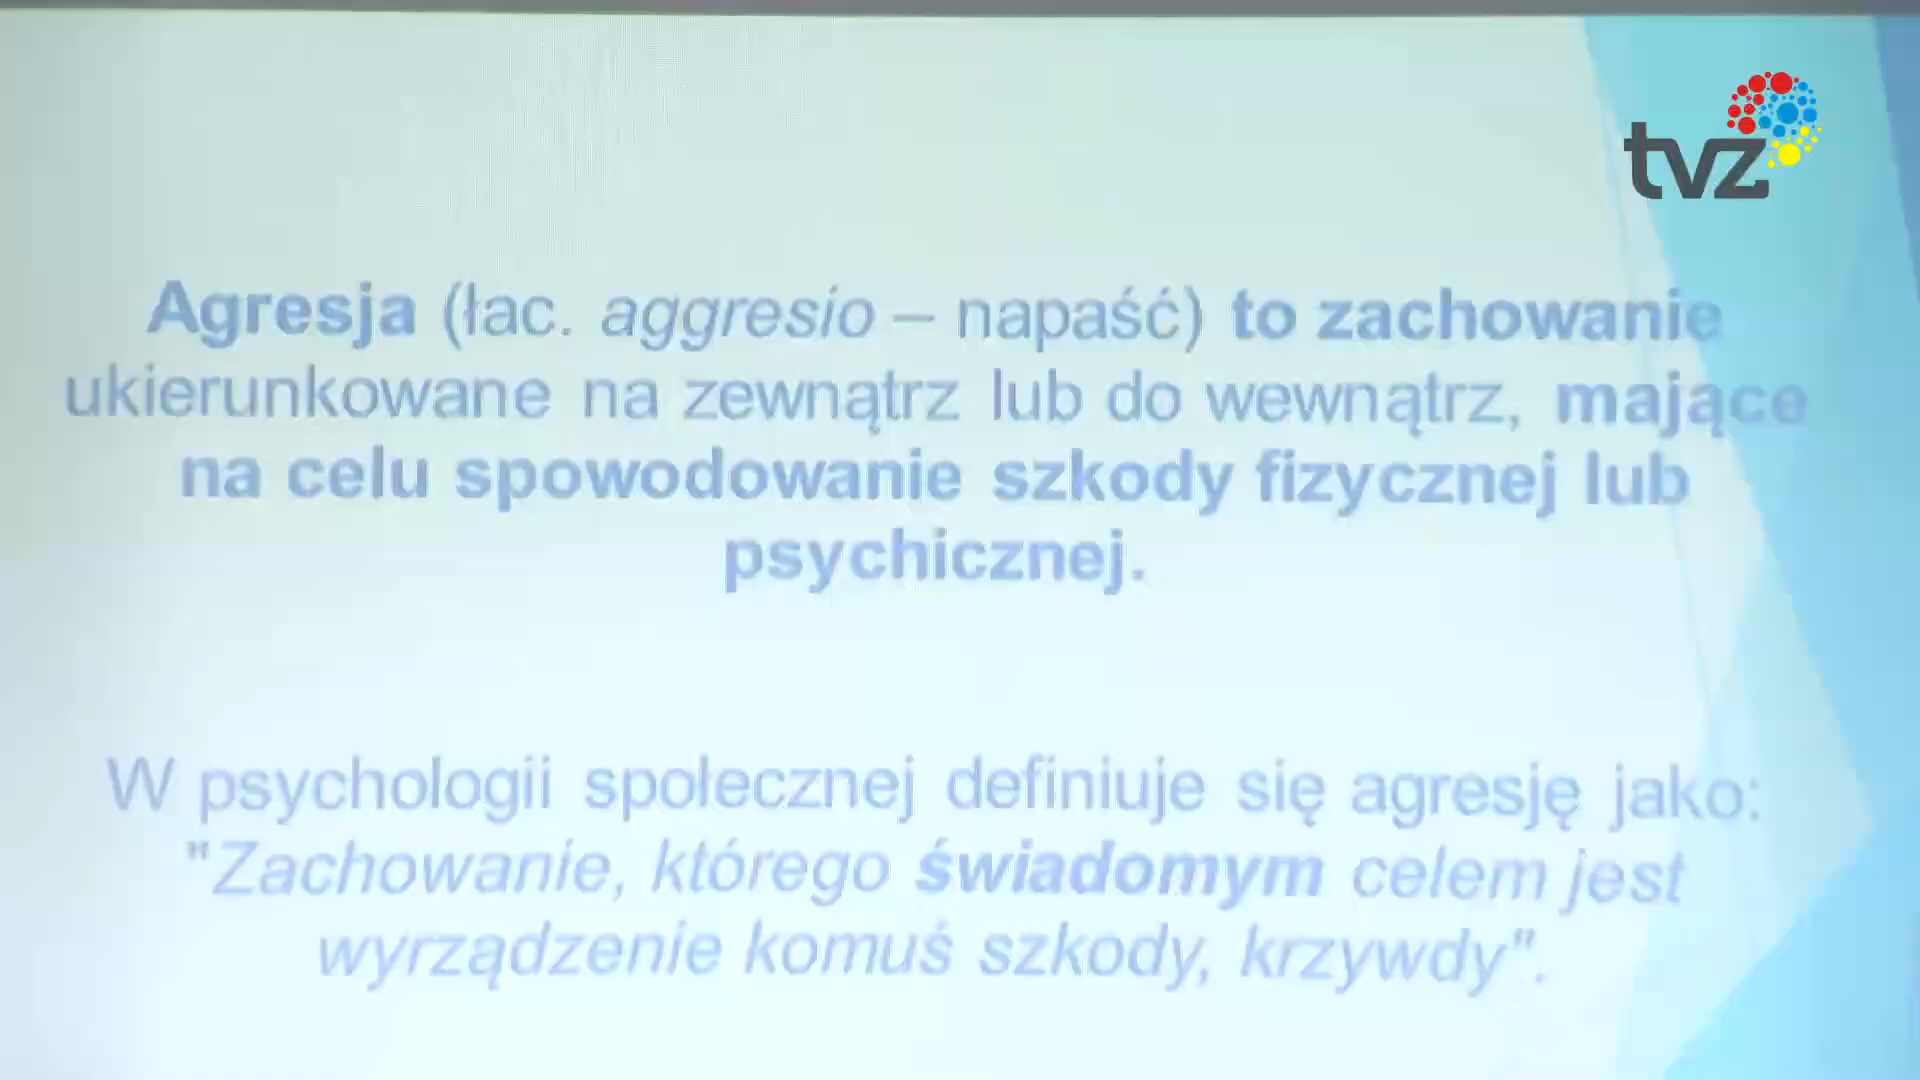 tvz
Agresja (łac. aggresio – napaść) to zachowanie
ukierunkowane na zewnątrz lub do wewnątrz, mające
na celu spowodowanie szkody fizycznej lub
psychicznej.
W psychologii społecznej definiuje się agresję jako:
"Zachowanie, którego świadomym celem jest
wyrządzenie komuś szkody, krzywdy".